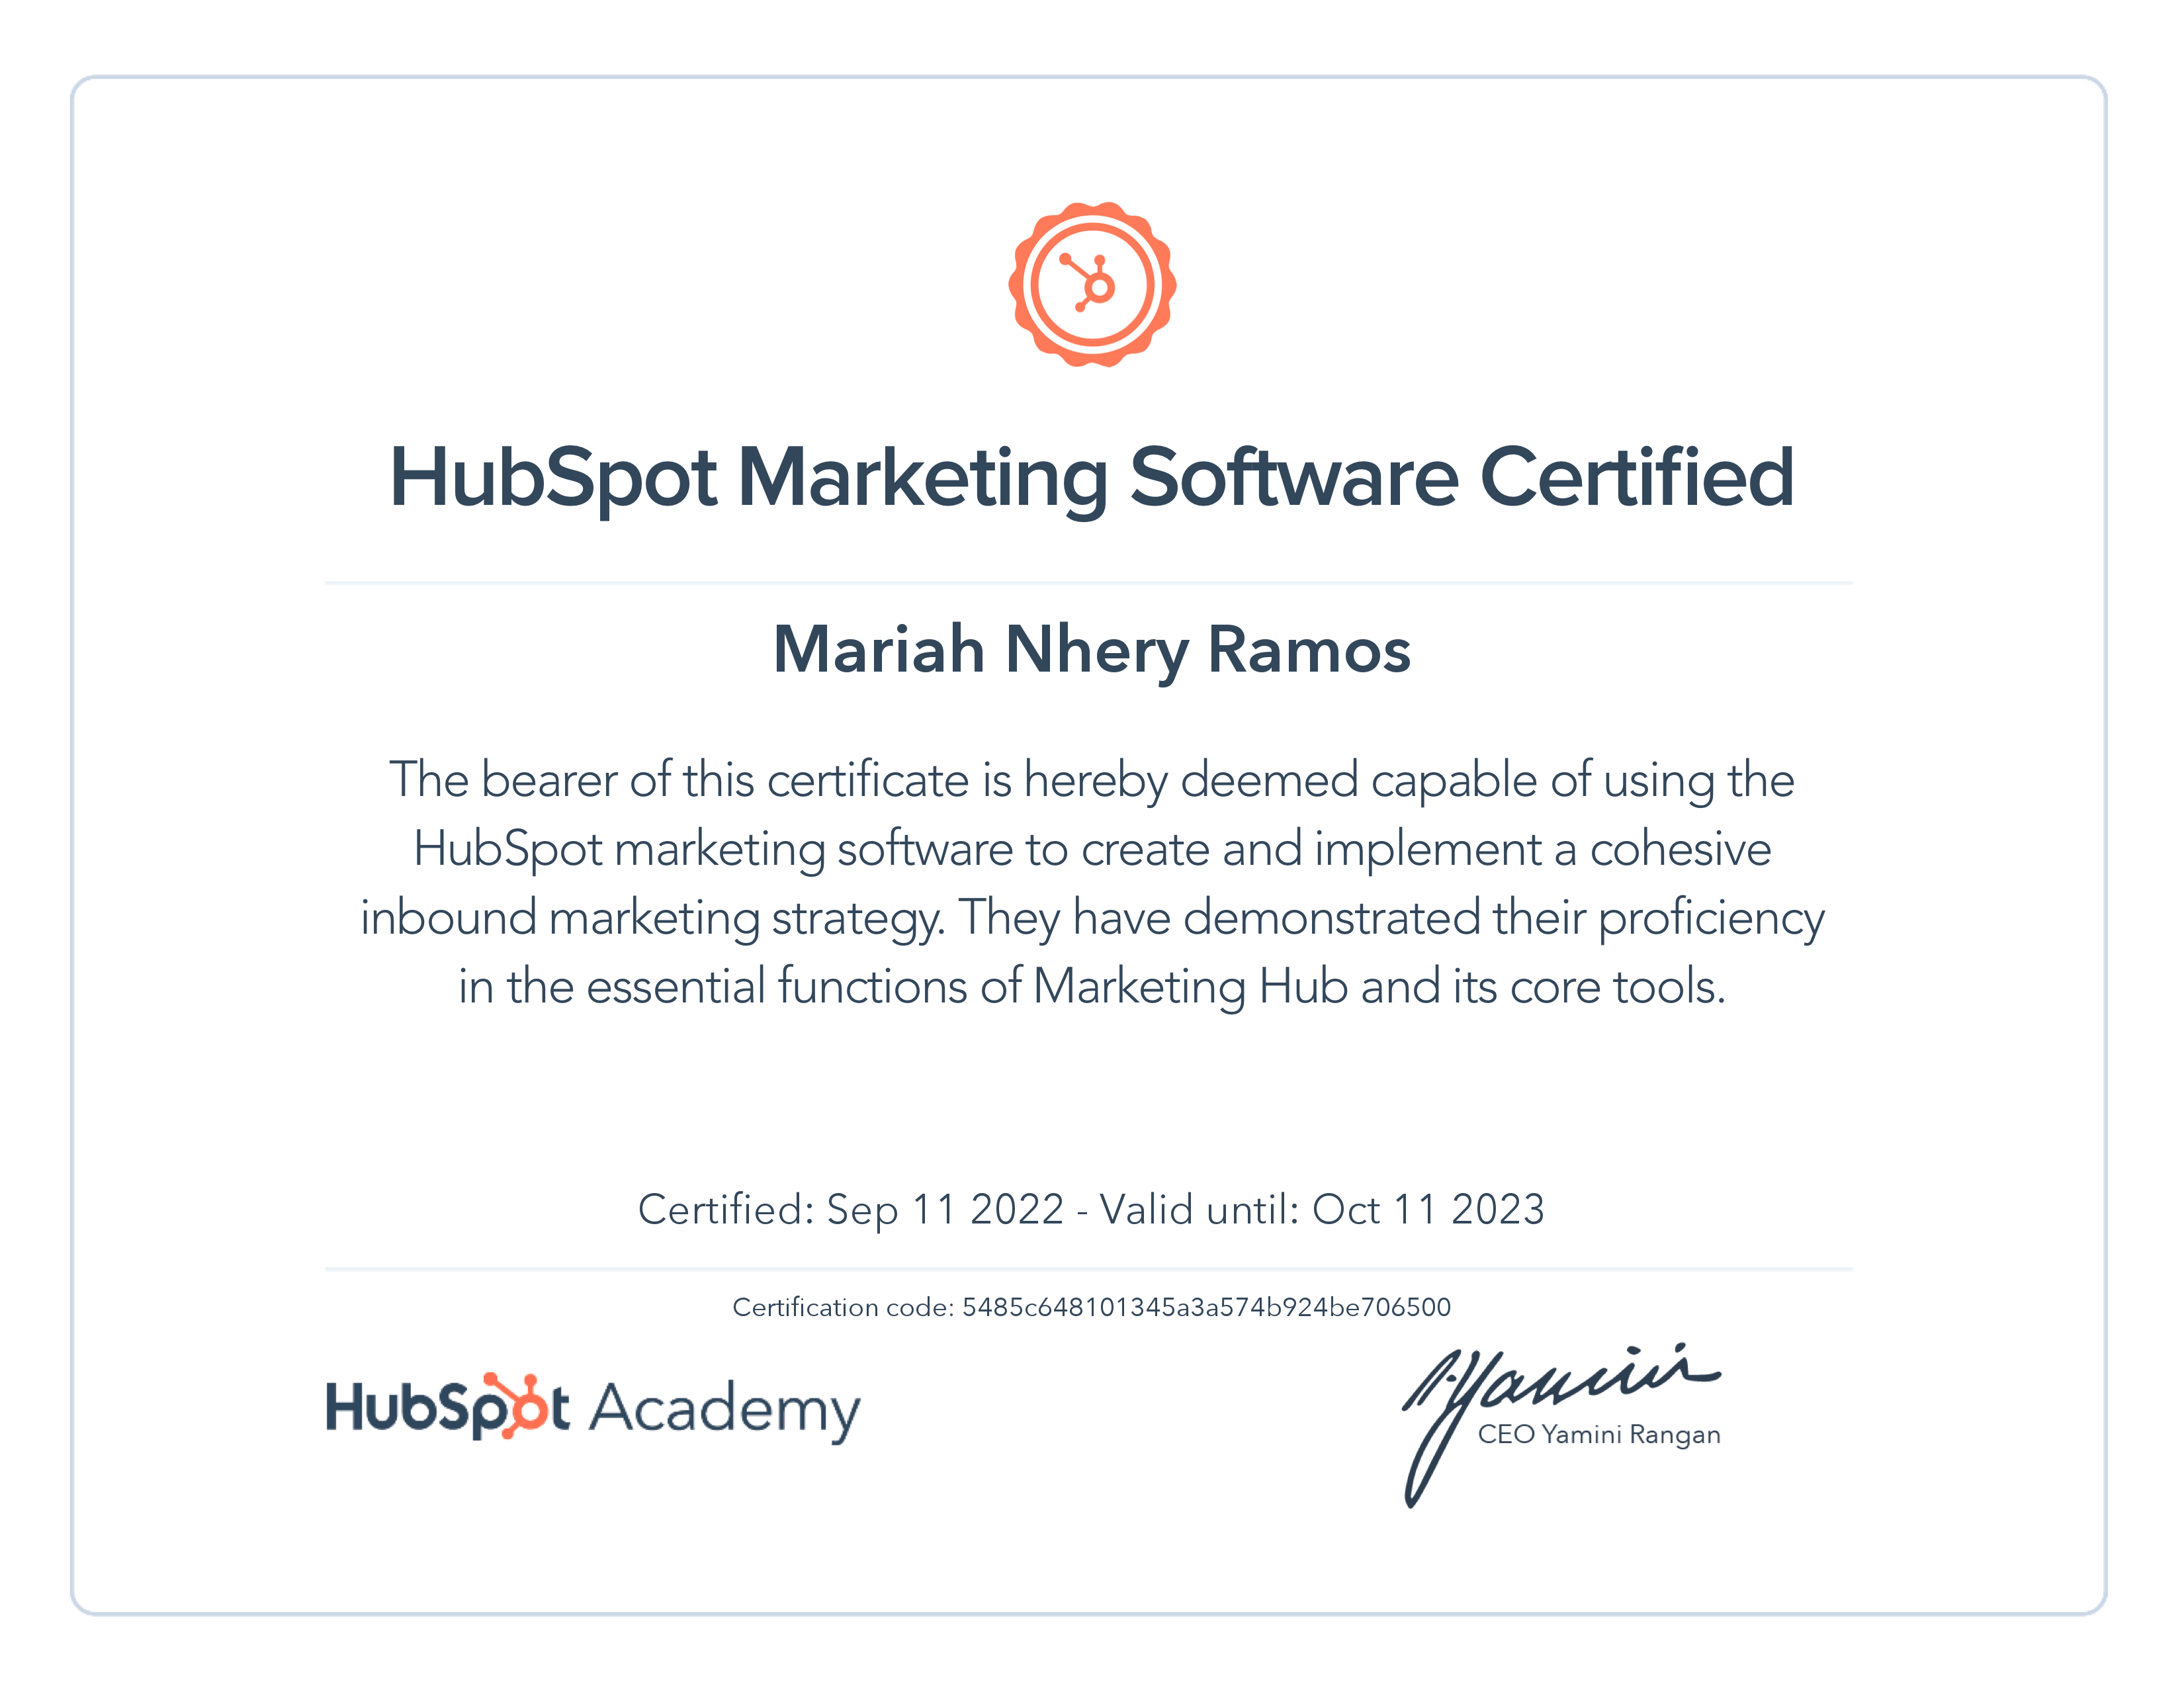 HubSpot Marketing Software Certified
Mariah Nhery Ramos
The bearer of this certificate is hereby deemed capable of using the
HubSpot marketing software to create and implement a cohesive
inbound marketing strategy. They have demonstrated their proficiency
in the essential functions of Marketing Hub and its core tools.
Certified: Sep 11 2022 - Valid until: Oct 11 2023
Certification code: 5485c648101345a3a574b924be706500
HubSpot Academy
Yamini
CEO Yamini Rangan